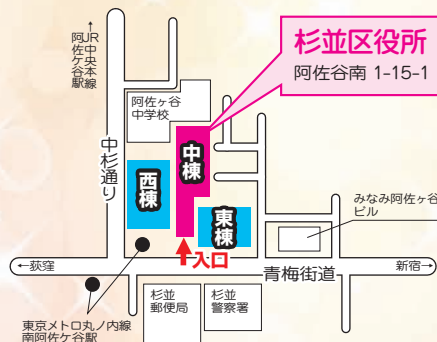 ←JR中央本線
阿佐ケ谷駅
杉並区役所
阿佐谷南 1-15-1
阿佐ヶ谷
中学校
中杉通り
中棟
西棟
東棟
みなみ阿佐ヶ谷
ビル
入口
←荻窪
青梅街道
新宿→
杉並
郵便局
杉並
警察署
東京メトロ丸ノ内線
南阿佐ケ谷駅